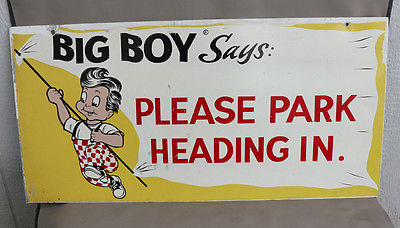 BIG BOY® Says:
PLEASE PARK
HEADING IN.